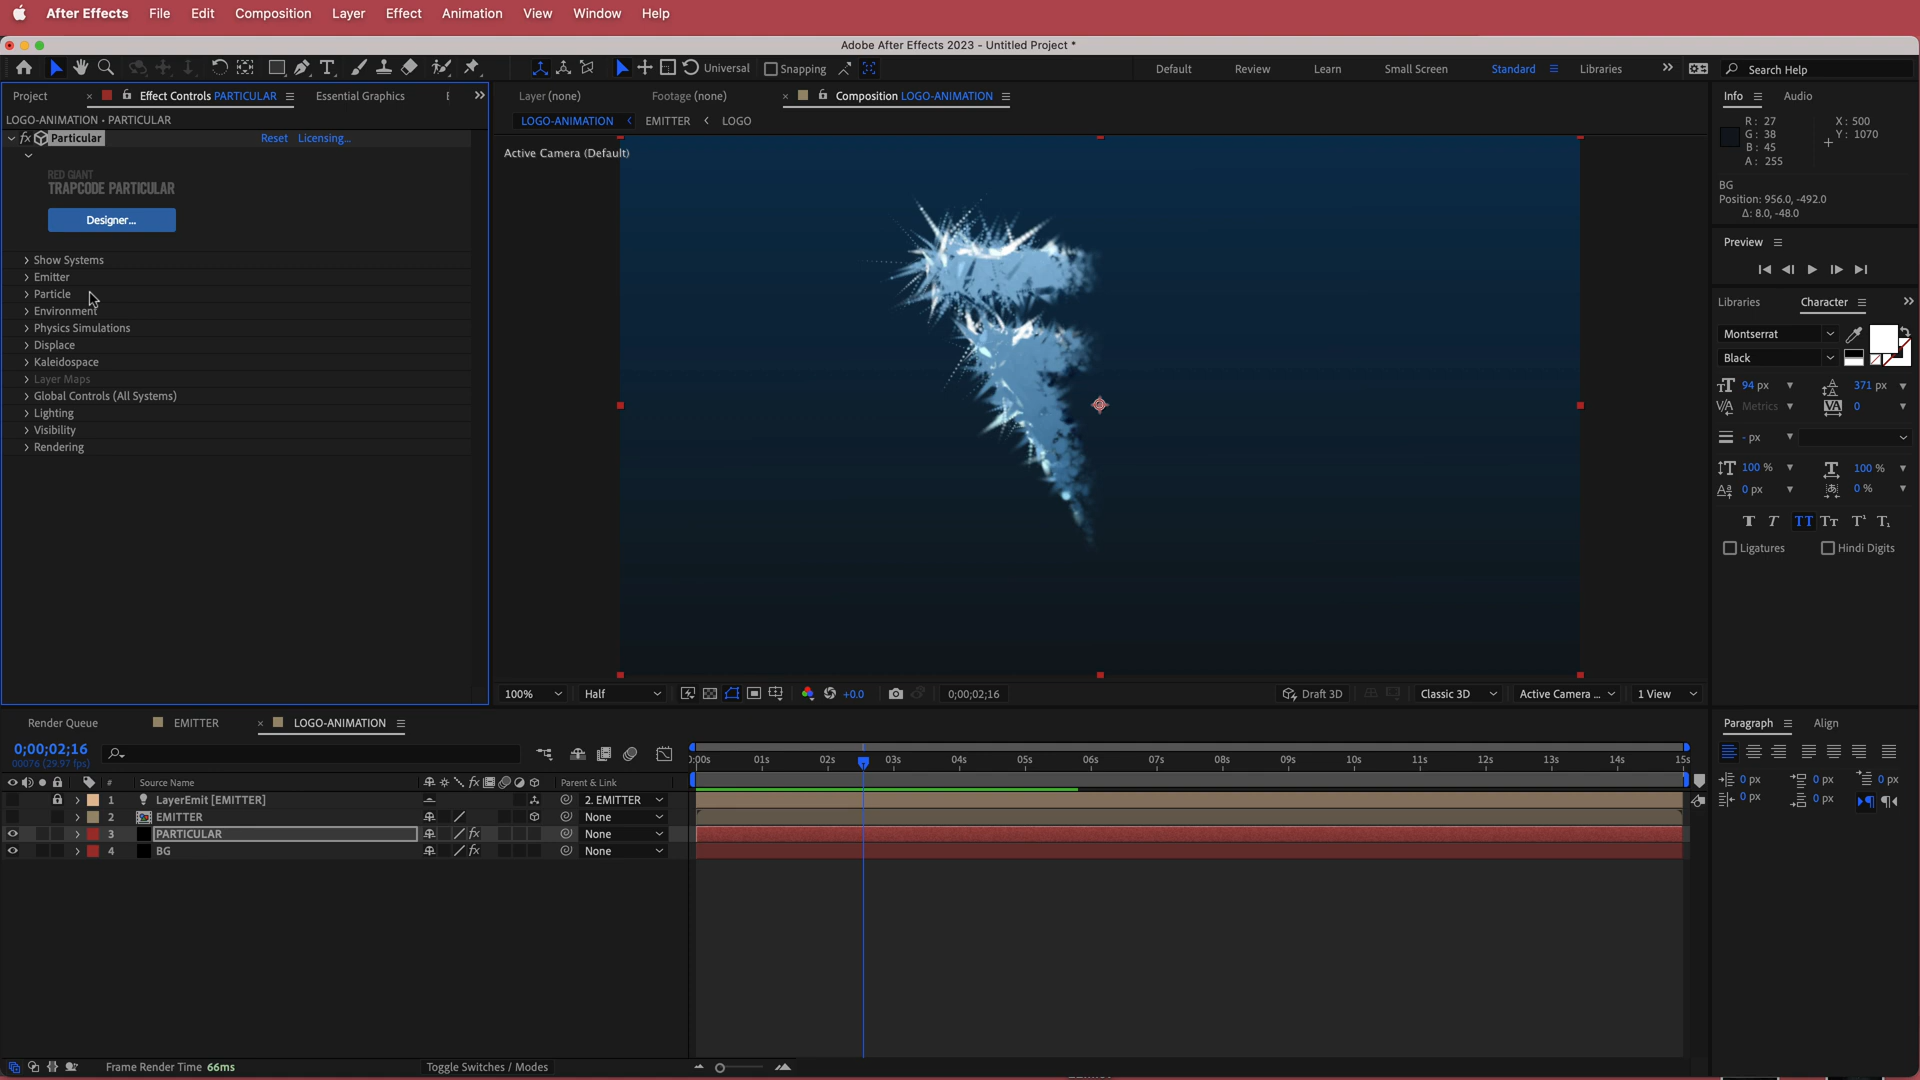 After Effects File Edit Composition Layer Effect Animation View Window Help
Adobe After Effects 2023 - Untitled Project *
Universal Snapping Default Review Learn Small Screen Standard Libraries Search Help
Project Effect Controls PARTICULAR Essential Graphics
Layer (none) Footage (none) Composition LOGO-ANIMATION
Info Audio
LOGO-ANIMATION • PARTICULAR
LOGO-ANIMATION EMITTER LOGO
fx Particular Reset Licensing...
Active Camera (Default)
R: 27
G: 38
B: 45
A: 255
X: 500
Y: 1070
BG
Position: 956.0, -492.0
Δ: 8.0, -48.0
RED GIANT
TRAPCODE PARTICULAR
Designer...
Show Systems
Emitter
Particle
Environment
Physics Simulations
Displace
Kaleidospace
Layer Maps
Global Controls (All Systems)
Lighting
Visibility
Rendering
Preview
Libraries Character
Montserrat
Black
94 px 371 px
Metrics 0
- px
100 % 100 %
0 px 0 %
Ligatures Hindi Digits
100% Half +0.0 0;00;02;16 Draft 3D Classic 3D Active Camera ... 1 View
Render Queue EMITTER LOGO-ANIMATION
Paragraph Align
0;00;02;16
00076 (29.97 fps)
):00s 01s 02s 03s 04s 05s 06s 07s 08s 09s 10s 11s 12s 13s 14s 15s
# Source Name fx Parent & Link
1 LayerEmit [EMITTER] 2. EMITTER
2 EMITTER None
3 PARTICULAR fx None
4 BG fx None
0 px 0 px 0 px
0 px 0 px
Frame Render Time 66ms Toggle Switches / Modes